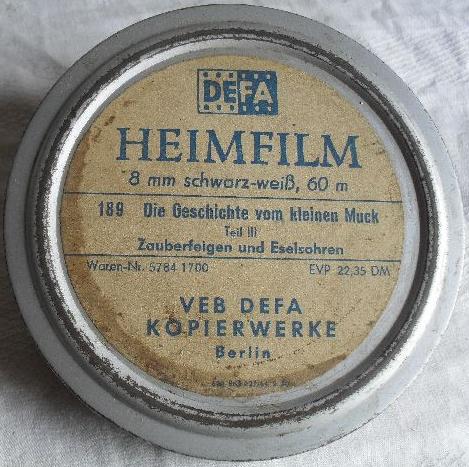 DEFA
HEIMFILM
8 mm schwarz-weiß, 60 m
189 Die Geschichte vom kleinen Muck
Teil III
Zauberfeigen und Eselsohren
Waren-Nr. 5784 1700 EVP 22,35 DM
VEB DEFA
KOPIERWERKE
Berlin